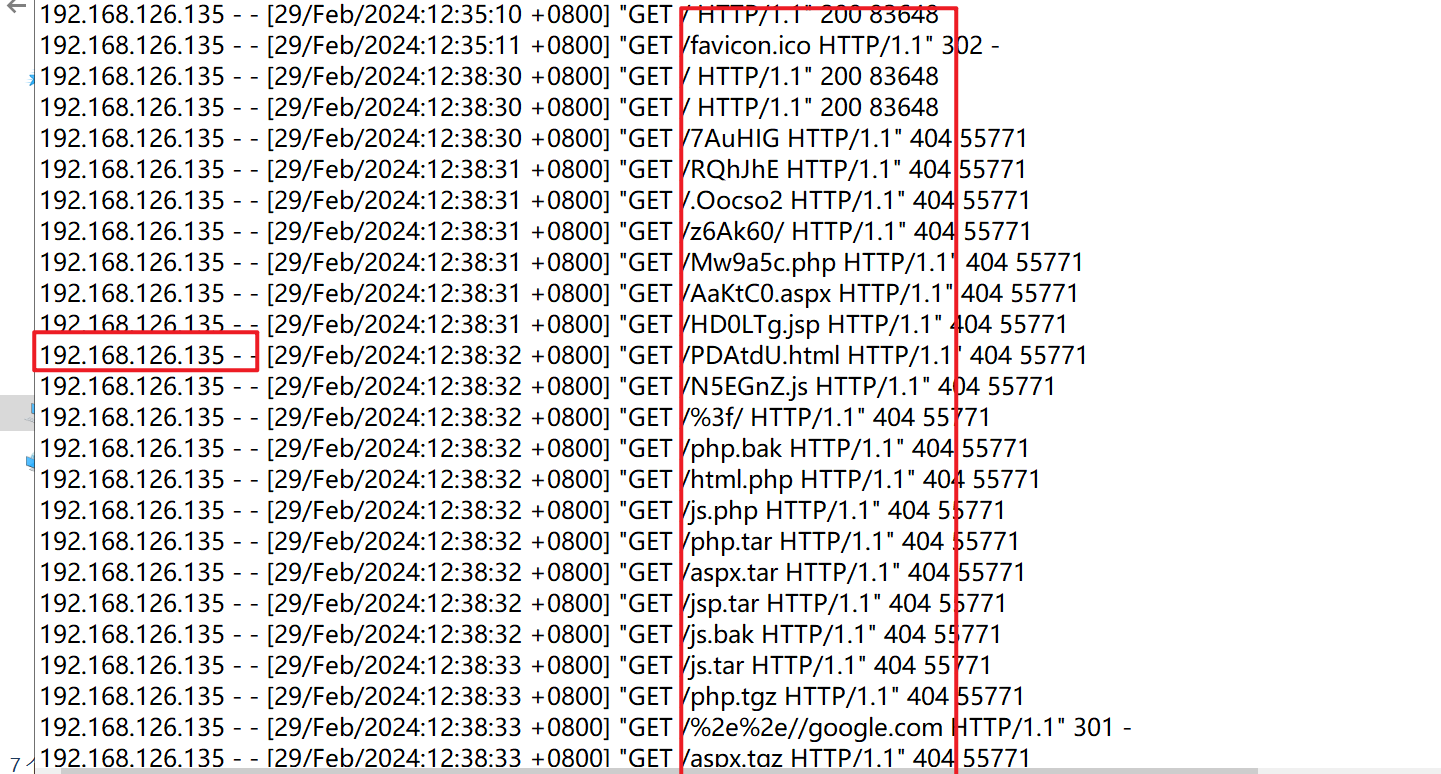 192.168.126.135 - - [29/Feb/2024:12:35:10 +0800] "GET / HTTP/1.1" 200 83648
192.168.126.135 - - [29/Feb/2024:12:35:11 +0800] "GET /favicon.ico HTTP/1.1" 302 -
192.168.126.135 - - [29/Feb/2024:12:38:30 +0800] "GET / HTTP/1.1" 200 83648
192.168.126.135 - - [29/Feb/2024:12:38:30 +0800] "GET / HTTP/1.1" 200 83648
192.168.126.135 - - [29/Feb/2024:12:38:30 +0800] "GET /7AuHIG HTTP/1.1" 404 55771
192.168.126.135 - - [29/Feb/2024:12:38:31 +0800] "GET /RQhJhE HTTP/1.1" 404 55771
192.168.126.135 - - [29/Feb/2024:12:38:31 +0800] "GET /.Oocso2 HTTP/1.1" 404 55771
192.168.126.135 - - [29/Feb/2024:12:38:31 +0800] "GET /z6Ak60/ HTTP/1.1" 404 55771
192.168.126.135 - - [29/Feb/2024:12:38:31 +0800] "GET /Mw9a5c.php HTTP/1.1" 404 55771
192.168.126.135 - - [29/Feb/2024:12:38:31 +0800] "GET /AaKtC0.aspx HTTP/1.1" 404 55771
192.168.126.135 - - [29/Feb/2024:12:38:31 +0800] "GET /HD0LTg.jsp HTTP/1.1" 404 55771
192.168.126.135 - - [29/Feb/2024:12:38:32 +0800] "GET /PDAtdU.html HTTP/1.1" 404 55771
192.168.126.135 - - [29/Feb/2024:12:38:32 +0800] "GET /N5EGnZ.js HTTP/1.1" 404 55771
192.168.126.135 - - [29/Feb/2024:12:38:32 +0800] "GET /%3f/ HTTP/1.1" 404 55771
192.168.126.135 - - [29/Feb/2024:12:38:32 +0800] "GET /php.bak HTTP/1.1" 404 55771
192.168.126.135 - - [29/Feb/2024:12:38:32 +0800] "GET /html.php HTTP/1.1" 404 55771
192.168.126.135 - - [29/Feb/2024:12:38:32 +0800] "GET /js.php HTTP/1.1" 404 55771
192.168.126.135 - - [29/Feb/2024:12:38:32 +0800] "GET /php.tar HTTP/1.1" 404 55771
192.168.126.135 - - [29/Feb/2024:12:38:32 +0800] "GET /aspx.tar HTTP/1.1" 404 55771
192.168.126.135 - - [29/Feb/2024:12:38:32 +0800] "GET /jsp.tar HTTP/1.1" 404 55771
192.168.126.135 - - [29/Feb/2024:12:38:32 +0800] "GET /js.bak HTTP/1.1" 404 55771
192.168.126.135 - - [29/Feb/2024:12:38:33 +0800] "GET /js.tar HTTP/1.1" 404 55771
192.168.126.135 - - [29/Feb/2024:12:38:33 +0800] "GET /php.tgz HTTP/1.1" 404 55771
192.168.126.135 - - [29/Feb/2024:12:38:33 +0800] "GET /%2e%2e//google.com HTTP/1.1" 301 -
192.168.126.135 - - [29/Feb/2024:12:38:33 +0800] "GET /aspx.tgz HTTP/1.1" 404 55771
7